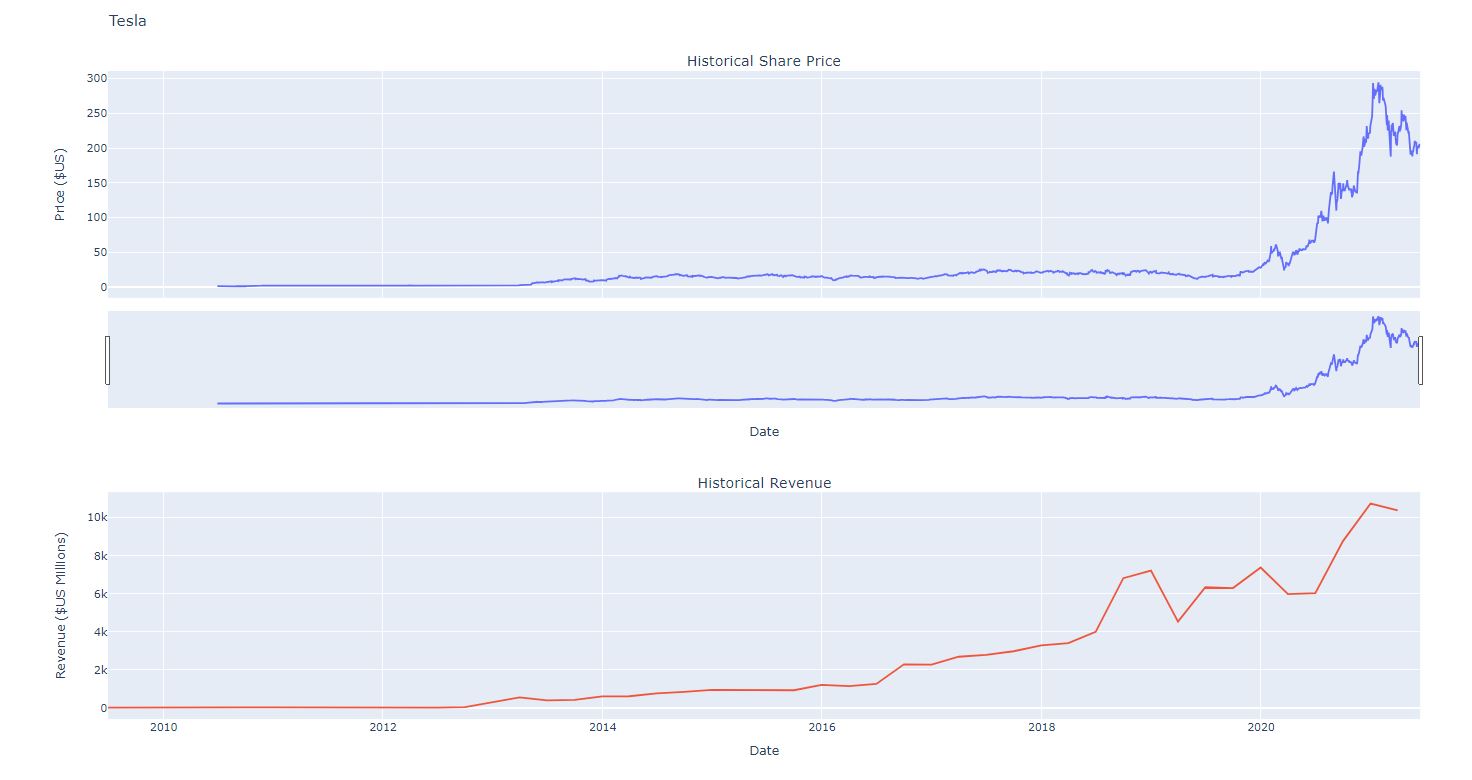 Tesla
Historical Share Price
300
250
200
150
100
50
0
Price ($US)
Date
Historical Revenue
10k
8k
6k
4k
2k
0
Revenue ($US Millions)
2010 2012 2014 2016 2018 2020
Date